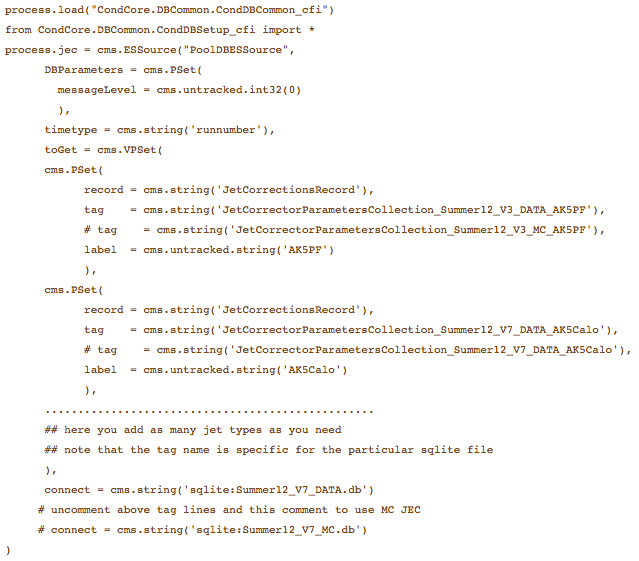 process.load("CondCore.DBCommon.CondDBCommon_cfi")
from CondCore.DBCommon.CondDBSetup_cfi import *
process.jec = cms.ESSource("PoolDBESSource",
      DBParameters = cms.PSet(
        messageLevel = cms.untracked.int32(0)
        ),
      timetype = cms.string('runnumber'),
      toGet = cms.VPSet(
      cms.PSet(
            record = cms.string('JetCorrectionsRecord'),
            tag    = cms.string('JetCorrectorParametersCollection_Summer12_V3_DATA_AK5PF'),
            # tag    = cms.string('JetCorrectorParametersCollection_Summer12_V3_MC_AK5PF'),
            label  = cms.untracked.string('AK5PF')
            ),
      cms.PSet(
            record = cms.string('JetCorrectionsRecord'),
            tag    = cms.string('JetCorrectorParametersCollection_Summer12_V7_DATA_AK5Calo'),
            # tag    = cms.string('JetCorrectorParametersCollection_Summer12_V7_DATA_AK5Calo'),
            label  = cms.untracked.string('AK5Calo')
            ),
      ..................................................
      ## here you add as many jet types as you need
      ## note that the tag name is specific for the particular sqlite file
      ),
      connect = cms.string('sqlite:Summer12_V7_DATA.db')
     # uncomment above tag lines and this comment to use MC JEC
     # connect = cms.string('sqlite:Summer12_V7_MC.db')
)